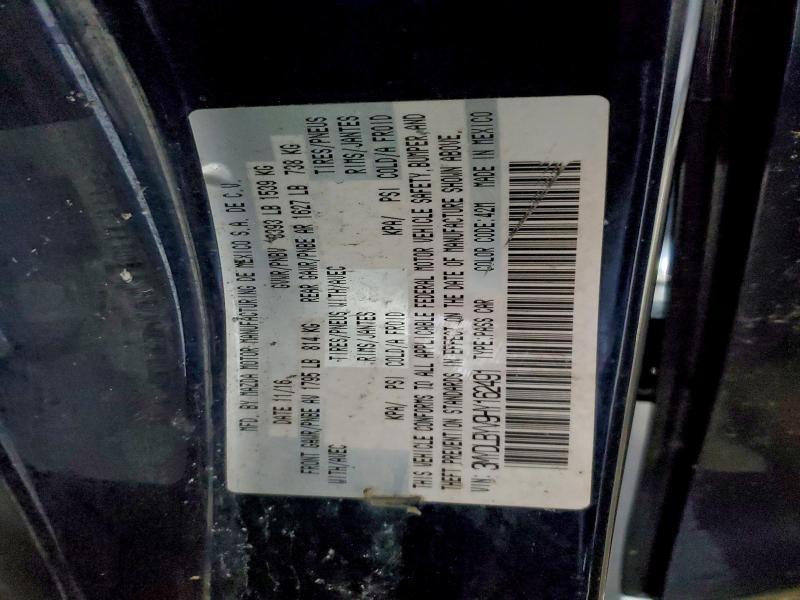 MFD. BY MAZDA MOTOR MANUFACTURING DE MEXICO S.A. DE C.V.
DATE 11/16 GVWR/PNBV 3393 LB 1539 KG
FRONT GAWR/PNBE AV 1795 LB 814 KG REAR GAWR/PNBE AR 1627 LB 738 KG
WITH/AVEC TIRES/PNEUS WITH/AVEC TIRES/PNEUS
RIMS/JANTES RIMS/JANTES
KPA/ PSI COLD/A FROID KPA/ PSI COLD/A FROID
THIS VEHICLE CONFORMS TO ALL APPLICABLE FEDERAL MOTOR VEHICLE SAFETY, BUMPER, AND
THEFT PREVENTION STANDARDS IN EFFECT ON THE DATE OF MANUFACTURE SHOWN ABOVE.
VIN: TYPE: PASS CAR COLOR CODE: 42M MADE IN MEXICO